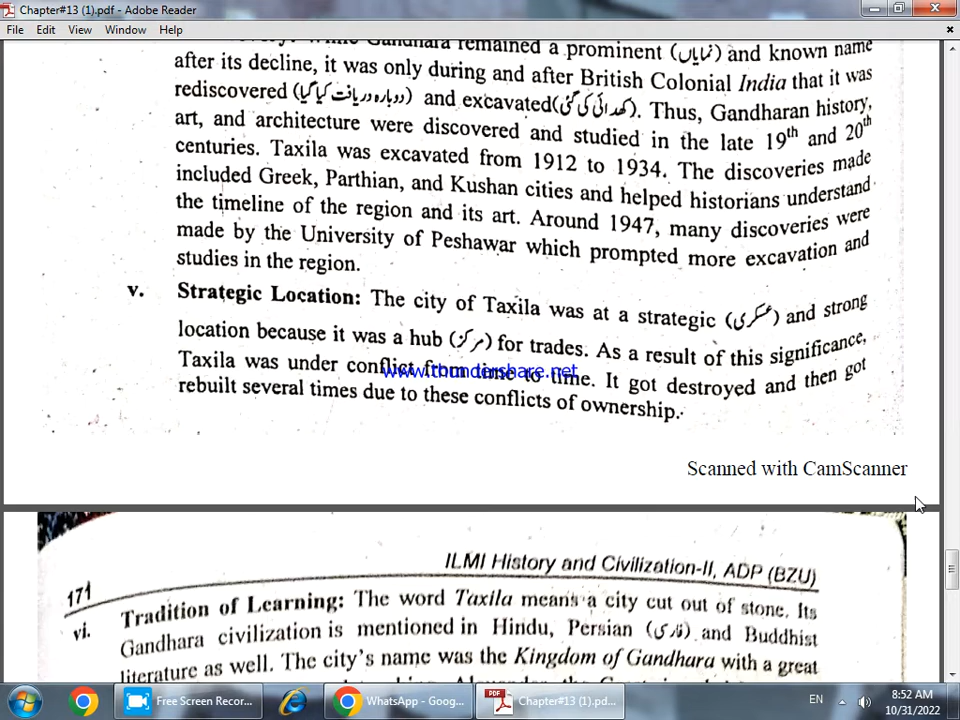 Chapter#13 (1).pdf - Adobe Reader
File Edit View Window Help
While Gandhara remained a prominent (نمایاں) and known name
after its decline, it was only during and after British Colonial India that it was
rediscovered (دوبارہ دریافت کیا گیا) and excavated(کھدائی کی گئی). Thus, Gandharan history,
art, and architecture were discovered and studied in the late 19th and 20th
centuries. Taxila was excavated from 1912 to 1934. The discoveries made
included Greek, Parthian, and Kushan cities and helped historians understand
the timeline of the region and its art. Around 1947, many discoveries were
made by the University of Peshawar which prompted more excavation and
studies in the region.
v. Strategic Location: The city of Taxila was at a strategic (عسکری) and strong
location because it was a hub (مرکز) for trades. As a result of this significance,
Taxila was under conflict from time to time. It got destroyed and then got
www.thundershare.net
rebuilt several times due to these conflicts of ownership.
Scanned with CamScanner
171 ILMI History and Civilization-II, ADP (BZU)
vi. Tradition of Learning: The word Taxila means a city cut out of stone. Its
Gandhara civilization is mentioned in Hindu, Persian (فارسی) and Buddhist
literature as well. The city's name was the Kingdom of Gandhara with a great
Free Screen Recor... WhatsApp - Goog... Chapter#13 (1).pd... EN 8:52 AM
10/31/2022